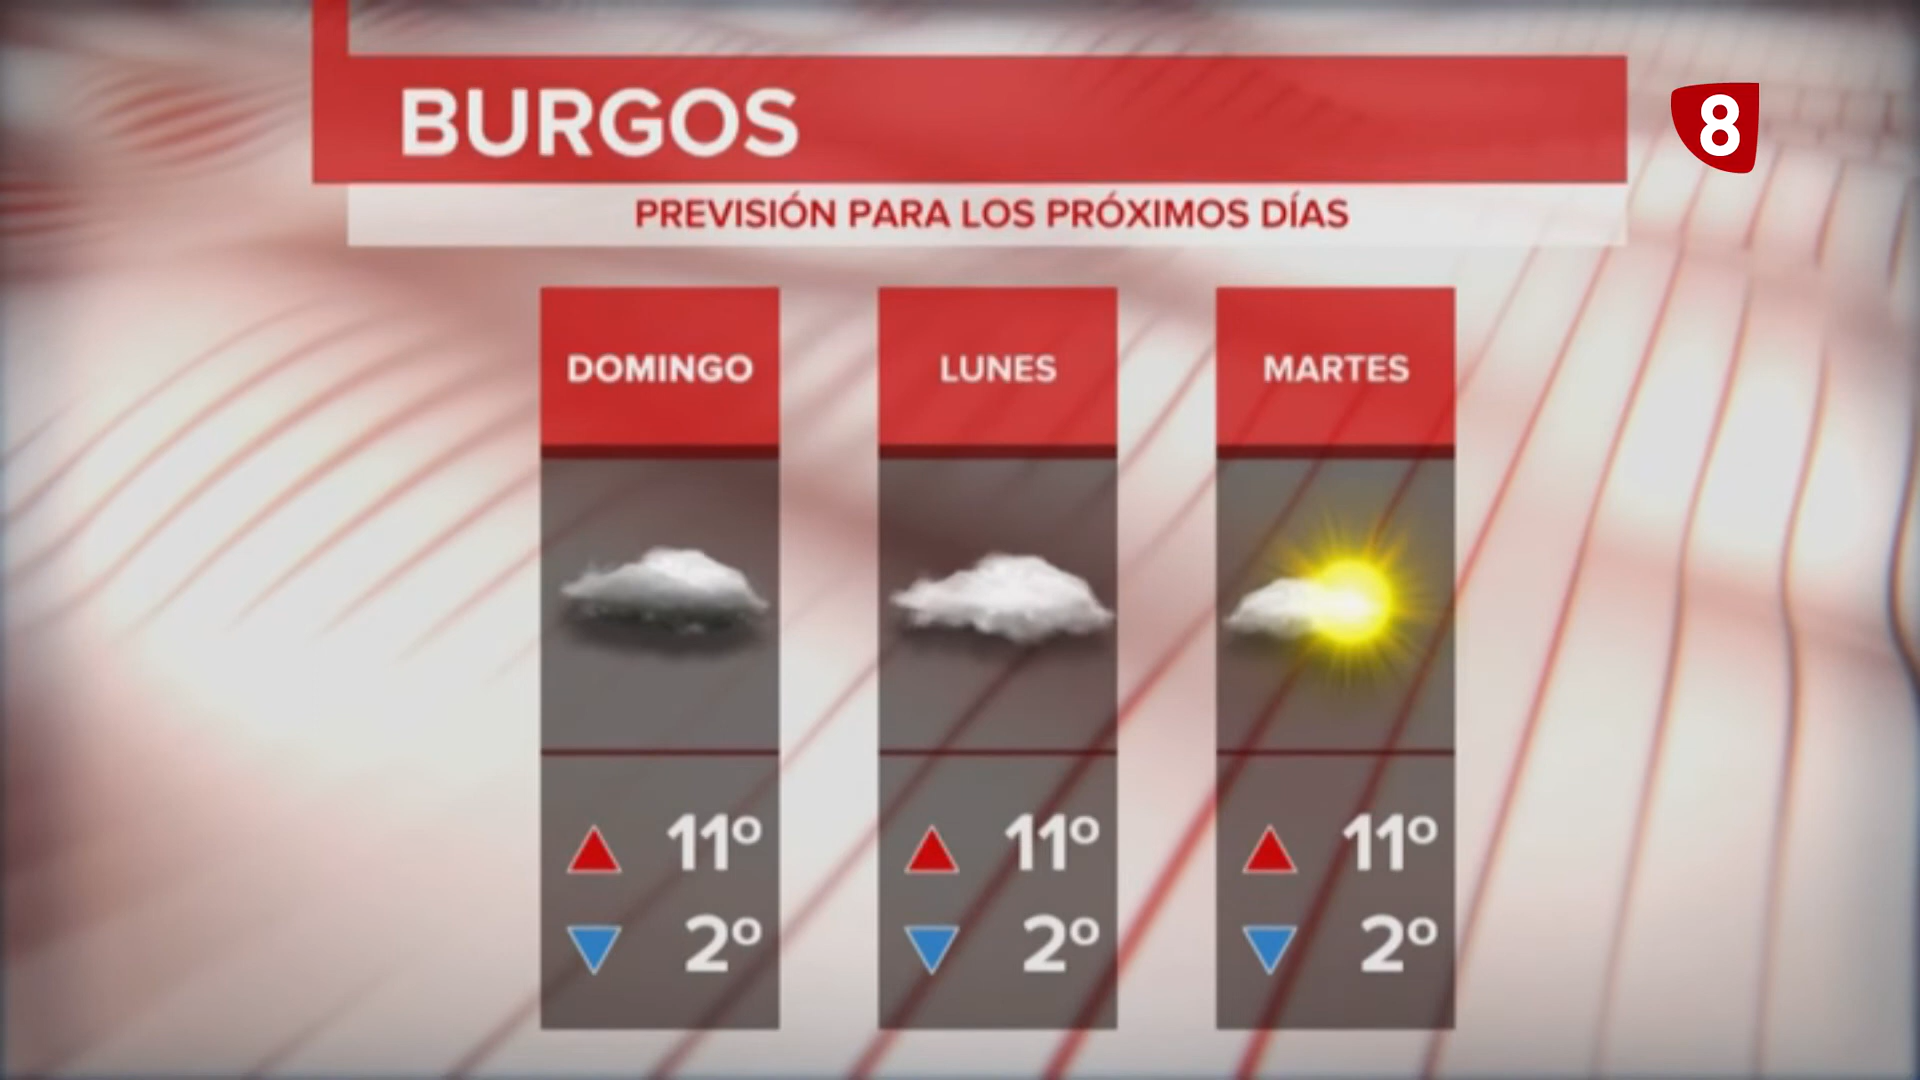 BURGOS
8
PREVISIÓN PARA LOS PRÓXIMOS DÍAS
DOMINGO
LUNES
MARTES
11º
11º
11º
2º
2º
2º